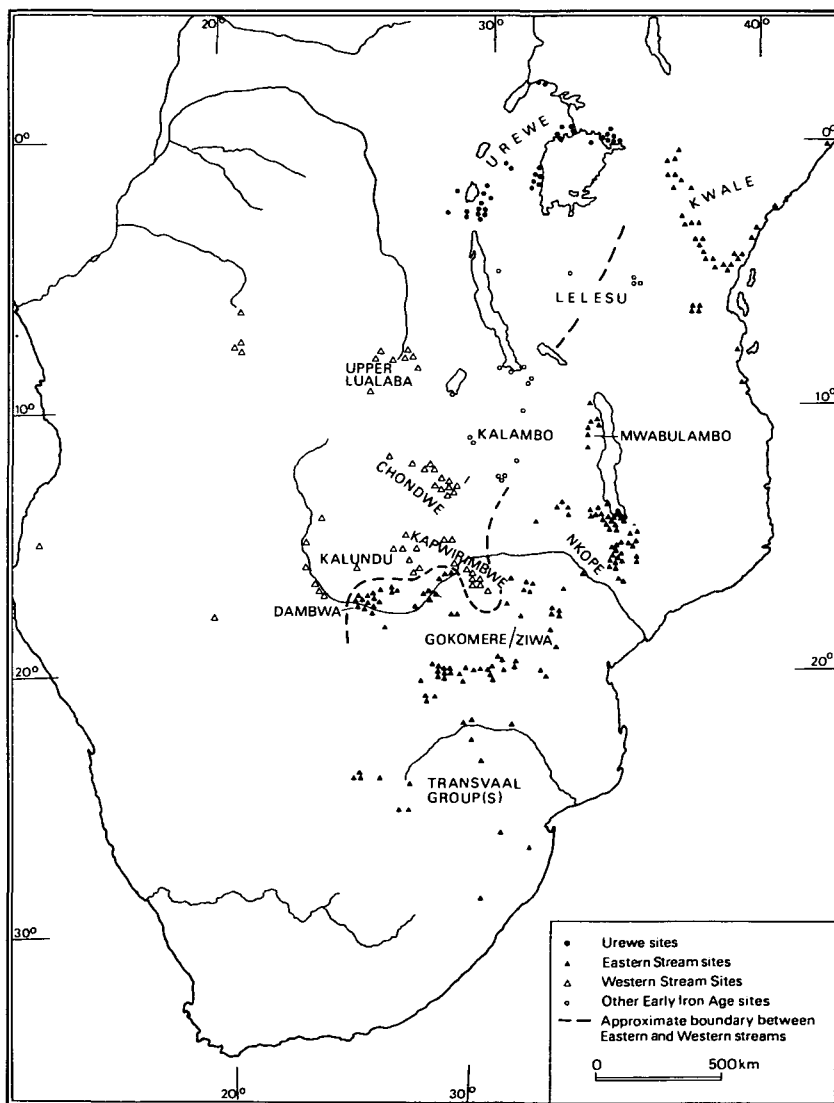 20°
30°
40°
0°
0°
UREWE
KWALE
LELESU
UPPER
LUALABA
10°
10°
KALAMBO
MWABULAMBO
CHONDWE
NKOPE
KALUNDU
KAPWIRIMBWE
DAMBWA
GOKOMERE/ZIWA
20°
20°
TRANSVAAL
GROUP(S)
30°
Urewe sites
Eastern Stream sites
Western Stream Sites
Other Early Iron Age sites
Approximate boundary between
Eastern and Western streams
0 500km
20°
30°
40°